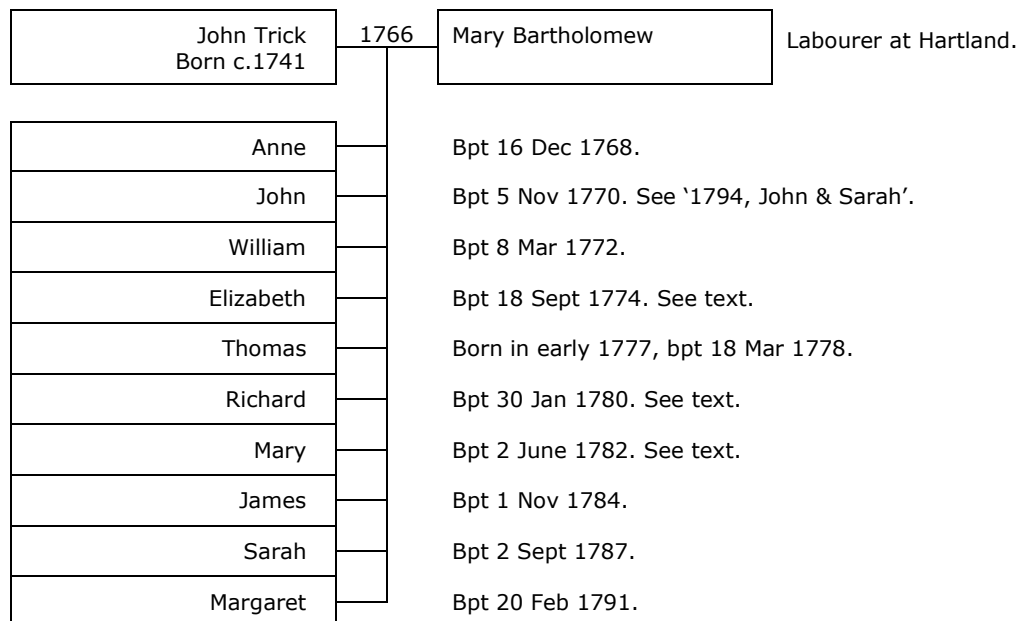 John Trick 1766 Mary Bartholomew Labourer at Hartland.
Born c.1741
Anne Bpt 16 Dec 1768.
John Bpt 5 Nov 1770. See ‘1794, John & Sarah’.
William Bpt 8 Mar 1772.
Elizabeth Bpt 18 Sept 1774. See text.
Thomas Born in early 1777, bpt 18 Mar 1778.
Richard Bpt 30 Jan 1780. See text.
Mary Bpt 2 June 1782. See text.
James Bpt 1 Nov 1784.
Sarah Bpt 2 Sept 1787.
Margaret Bpt 20 Feb 1791.